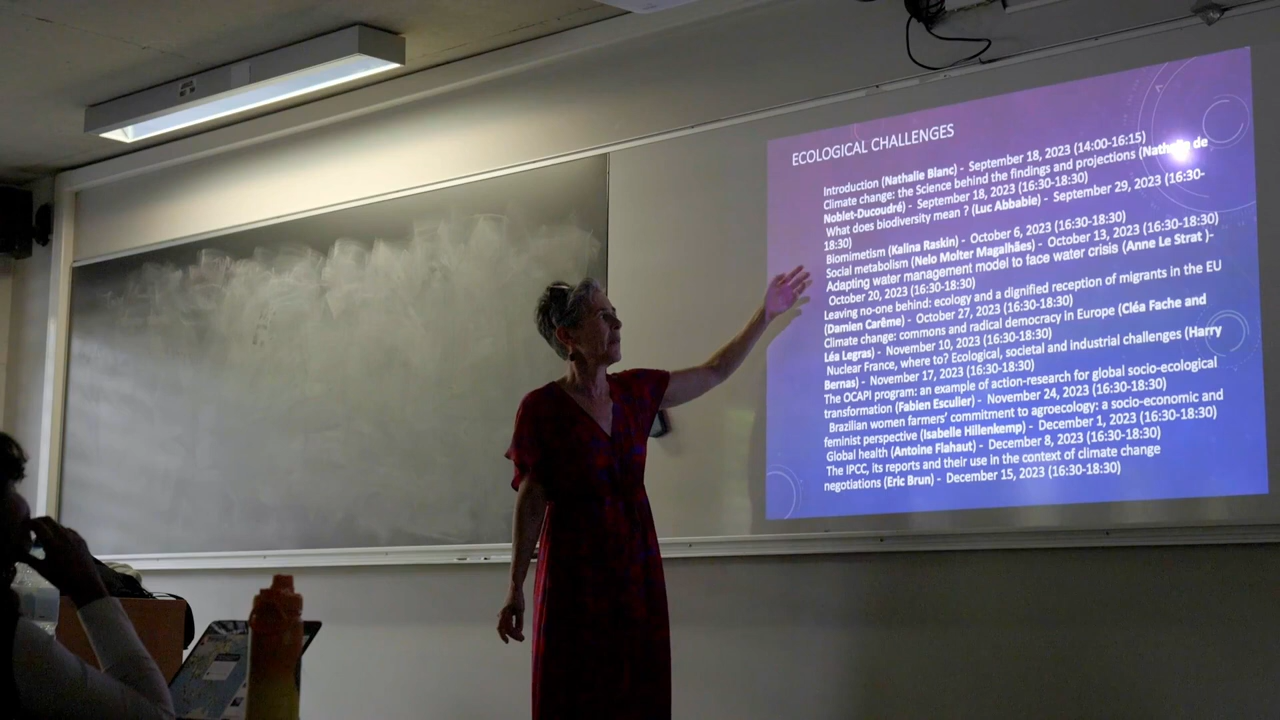 ECOLOGICAL CHALLENGES
Introduction (Nathalie Blanc) - September 18, 2023 (14:00-16:15)
Climate change: the Science behind the findings and projections (Nathalie de
Noblet-Ducoudré) - September 18, 2023 (16:30-18:30)
What does biodiversity mean ? (Luc Abbabie) - September 29, 2023 (16:30-
18:30)
Biomimetism (Kalina Raskin) - October 6, 2023 (16:30-18:30)
Social metabolism (Nelo Molter Magalhães) - October 13, 2023 (16:30-18:30)
Adapting water management model to face water crisis (Anne Le Strat )-
October 20, 2023 (16:30-18:30)
Leaving no-one behind: ecology and a dignified reception of migrants in the EU
(Damien Carême) - October 27, 2023 (16:30-18:30)
Climate change: commons and radical democracy in Europe (Cléa Fache and
Léa Legras) - November 10, 2023 (16:30-18:30)
Nuclear France, where to? Ecological, societal and industrial challenges (Harry
Bernas) - November 17, 2023 (16:30-18:30)
The OCAPI program: an example of action-research for global socio-ecological
transformation (Fabien Esculier) - November 24, 2023 (16:30-18:30)
Brazilian women farmers' commitment to agroecology: a socio-economic and
feminist perspective (Isabelle Hillenkemp) - December 1, 2023 (16:30-18:30)
Global health (Antoine Flahaut) - December 8, 2023 (16:30-18:30)
The IPCC, its reports and their use in the context of climate change
negotiations (Eric Brun) - December 15, 2023 (16:30-18:30)